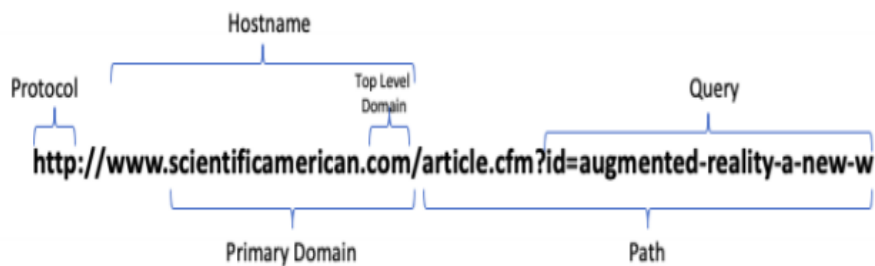 Hostname
Protocol
Top Level
Domain
Query
http://www.scientificamerican.com/article.cfm?id=augmented-reality-a-new-w
Primary Domain
Path